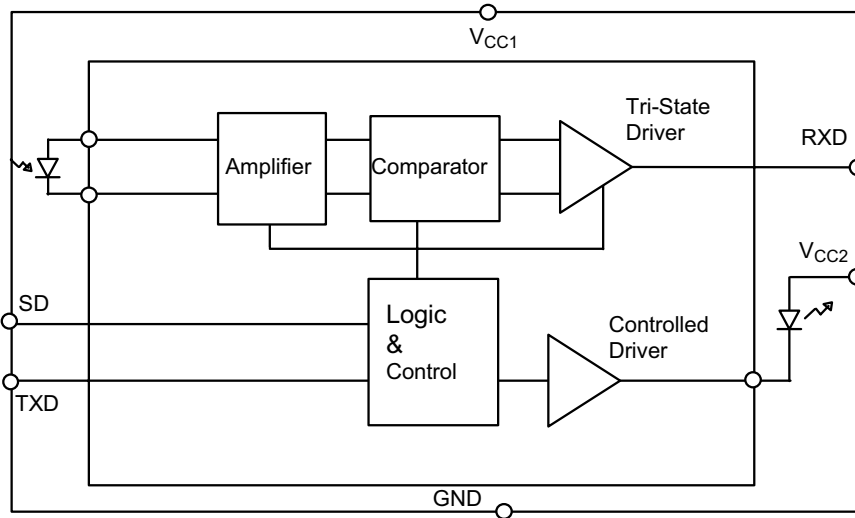 VCC1
Tri-State
Driver
RXD
Amplifier
Comparator
VCC2
SD
Logic
&
Control
Controlled
Driver
TXD
GND